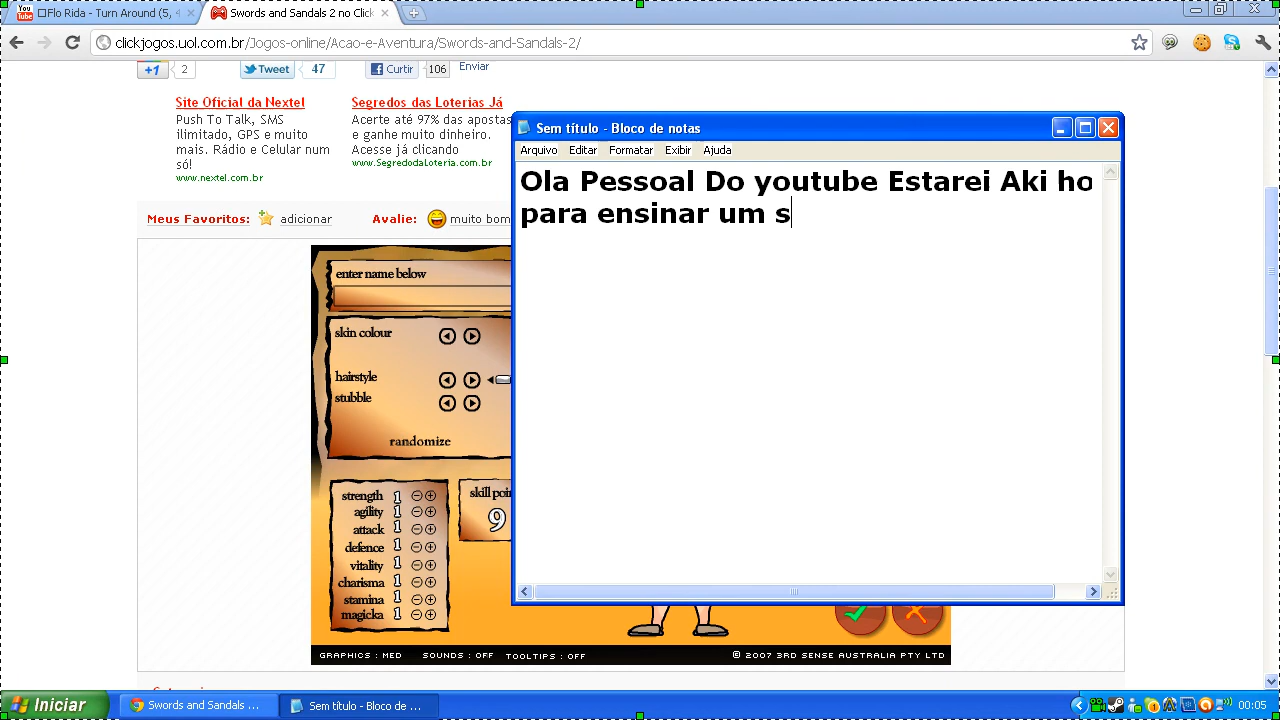 Flo Rida - Turn Around (5, 4
Swords and Sandals 2 no Click
clickjogos.uol.com.br/Jogos-online/Acao-e-Aventura/Swords-and-Sandals-2/
+1
2
Tweet
47
Curtir
106
Enviar
Site Oficial da Nextel
Push To Talk, SMS
ilimitado, GPS e muito
mais. Rádio e Celular num
só!
www.nextel.com.br
Segredos das Loterias Já
Acerte até 97% das apostas
e ganhe muito dinheiro.
Acesse já clicando
www.SegredodaLoteria.com.br
Meus Favoritos:
adicionar
Avalie:
muito bom
Sem título - Bloco de notas
Arquivo
Editar
Formatar
Exibir
Ajuda
Ola Pessoal Do youtube Estarei Aki ho
para ensinar um s
enter name below
skin colour
hairstyle
stubble
randomize
strength 1
agility 1
attack 1
defence 1
vitality 1
charisma 1
stamina 1
magicka 1
skill poin
9
GRAPHICS : MED
SOUNDS : OFF
TOOLTIPS : OFF
© 2007 3RD SENSE AUSTRALIA PTY LTD
Iniciar
Swords and Sandals ...
Sem título - Bloco de ...
00:05